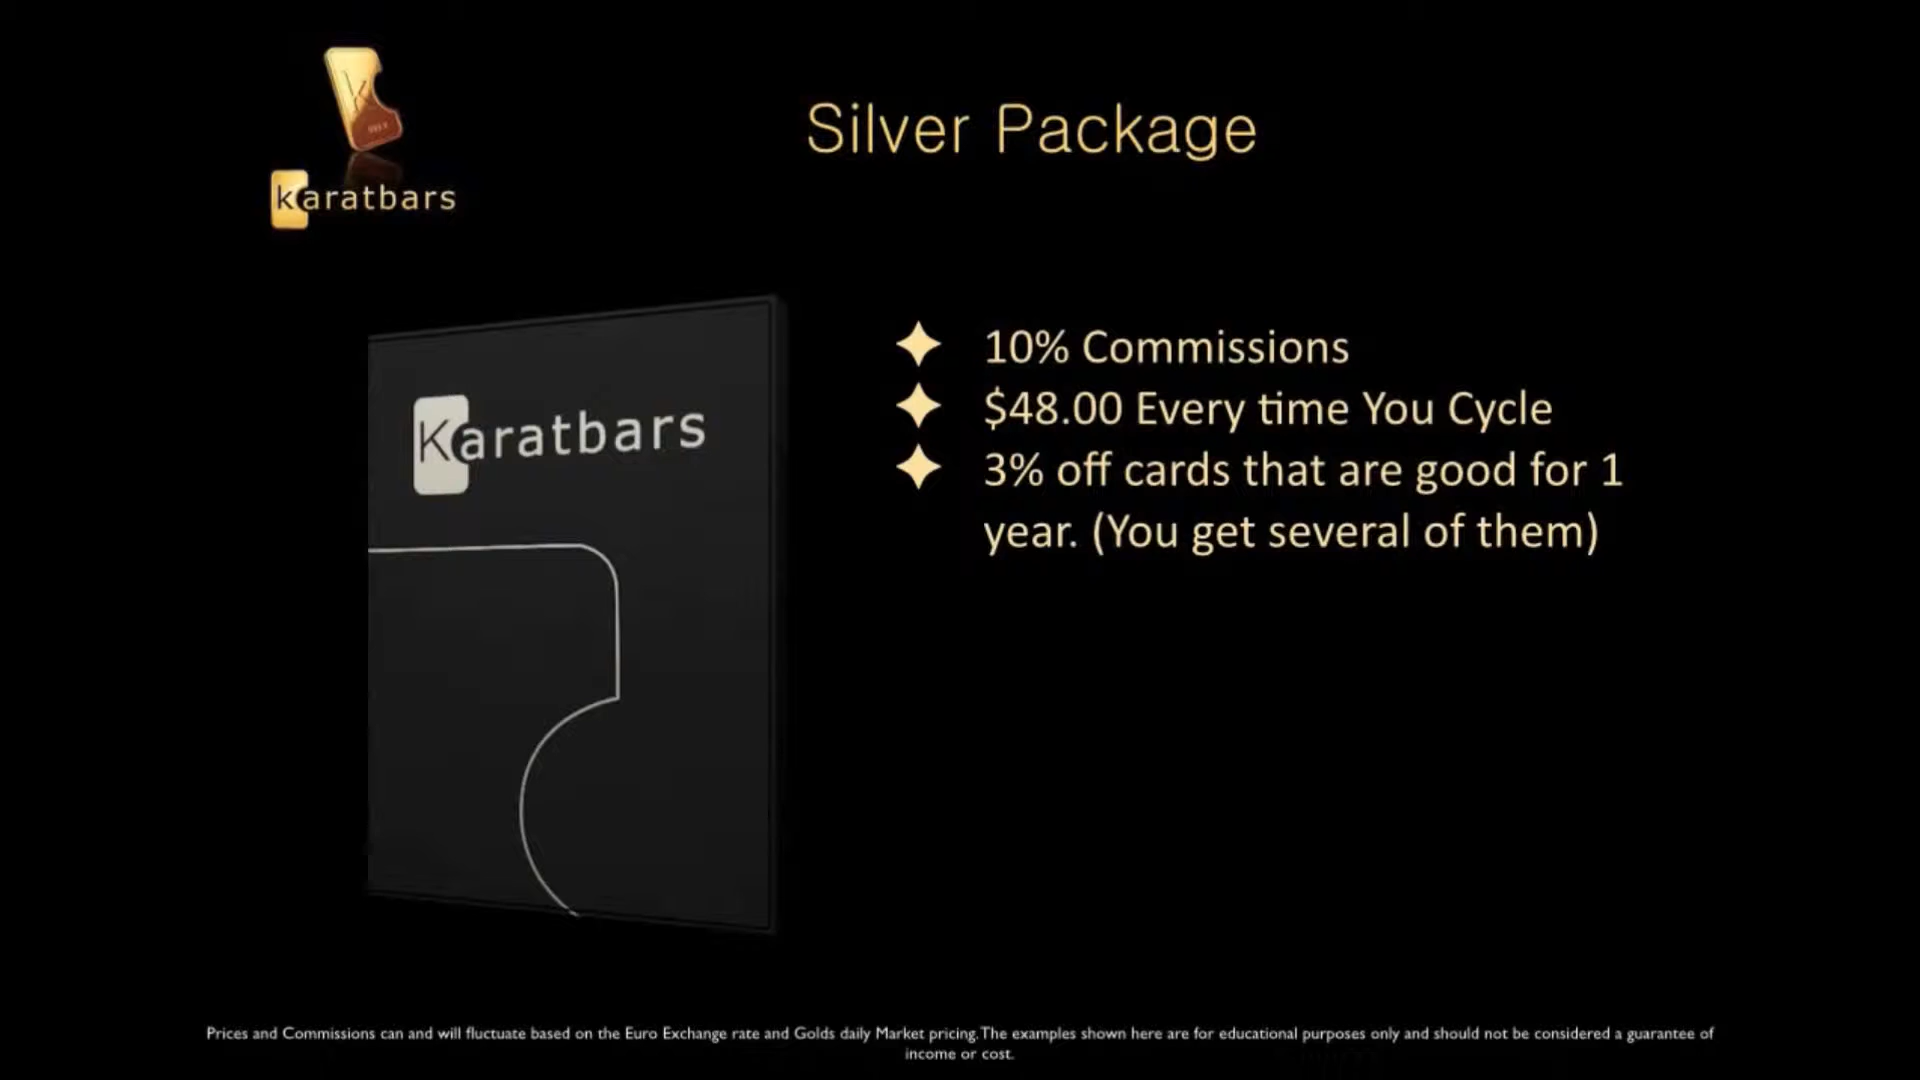 Silver Package
karatbars
Karatbars
10% Commissions
$48.00 Every time You Cycle
3% off cards that are good for 1
year. (You get several of them)
Prices and Commissions can and will fluctuate based on the Euro Exchange rate and Golds daily Market pricing. The examples shown here are for educational purposes only and should not be considered a guarantee of
income or cost.